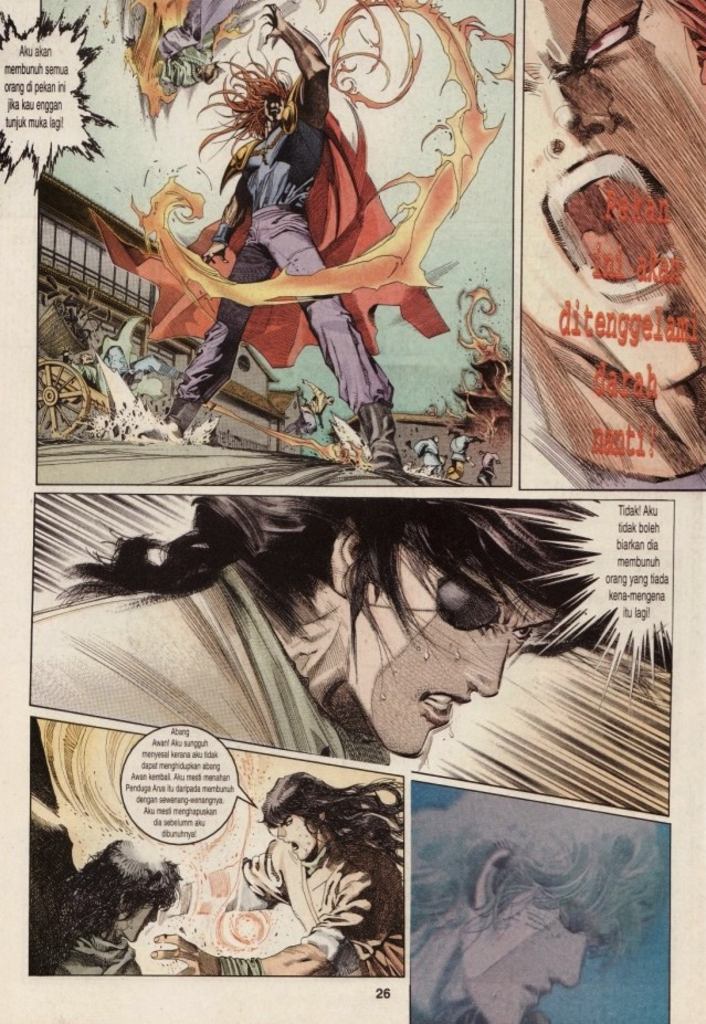 Aku akan
membunuh semua
orang di pekan ini
jika kau enggan
tunjuk muka lagi!
Pekan
ini akan
ditenggelami
darah
nanti!
Tidak! Aku
tidak boleh
biarkan dia
membunuh
orang yang tiada
kena-mengena
itu lagi!
Abang
Awan! Aku sungguh
menyesal kerana aku tidak
dapat menghidupkan abang
Awan kembali. Aku mesti menahan
Penduga Arus itu daripada membunuh
dengan sewenang-wenangnya.
Aku mesti menghapuskan
dia sebelumm aku
dibunuhnya!
26